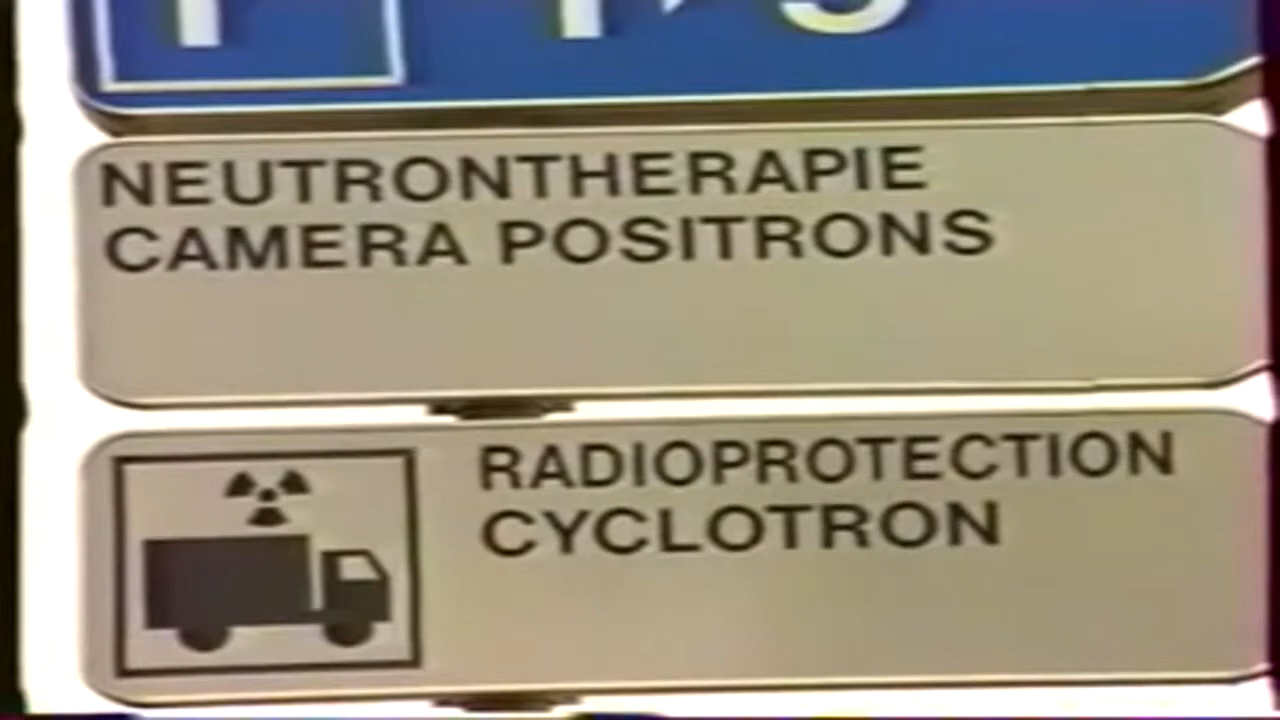 NEUTRONTHERAPIE
CAMERA POSITRONS
RADIOPROTECTION
CYCLOTRON